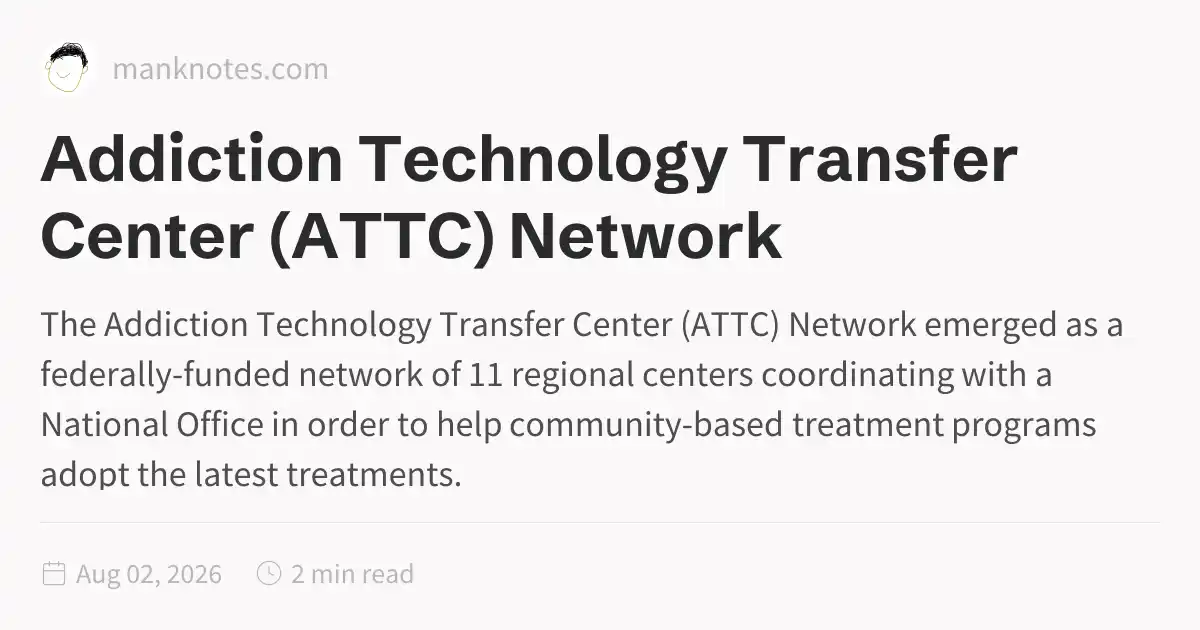 manknotes.com
Addiction Technology Transfer
Center (ATTC) Network
The Addiction Technology Transfer Center (ATTC) Network emerged as a
federally-funded network of 11 regional centers coordinating with a
National Office in order to help community-based treatment programs
adopt the latest treatments.
Aug 02, 2026 2 min read